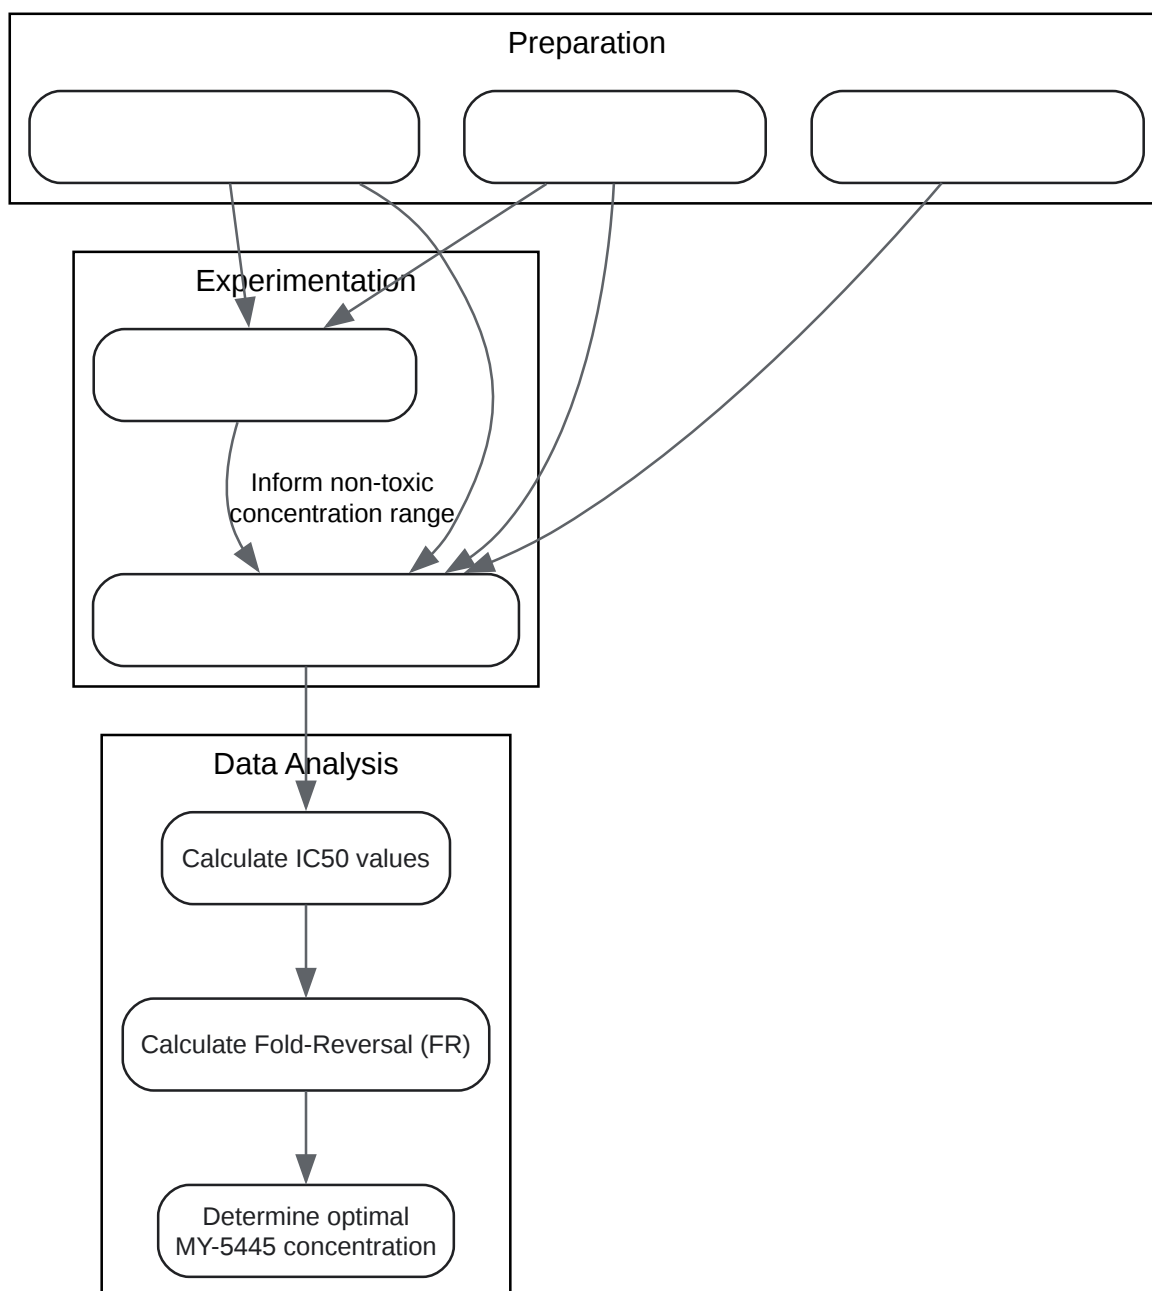 Preparation
Experimentation
Inform non-toxic
concentration range
Data Analysis
Calculate IC50 values
Calculate Fold-Reversal (FR)
Determine optimal
MY-5445 concentration